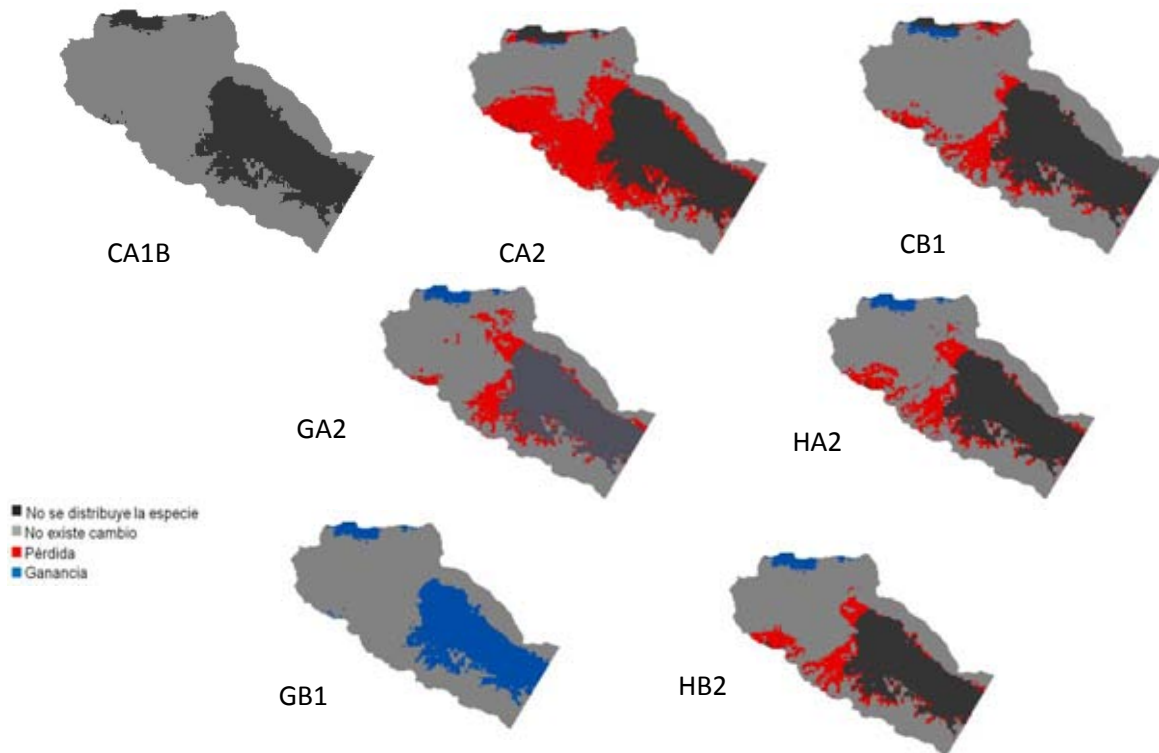 CA1B
CA2
CB1
GA2
HA2
No se distribuye la especie
No existe cambio
Pérdida
Ganancia
GB1
HB2